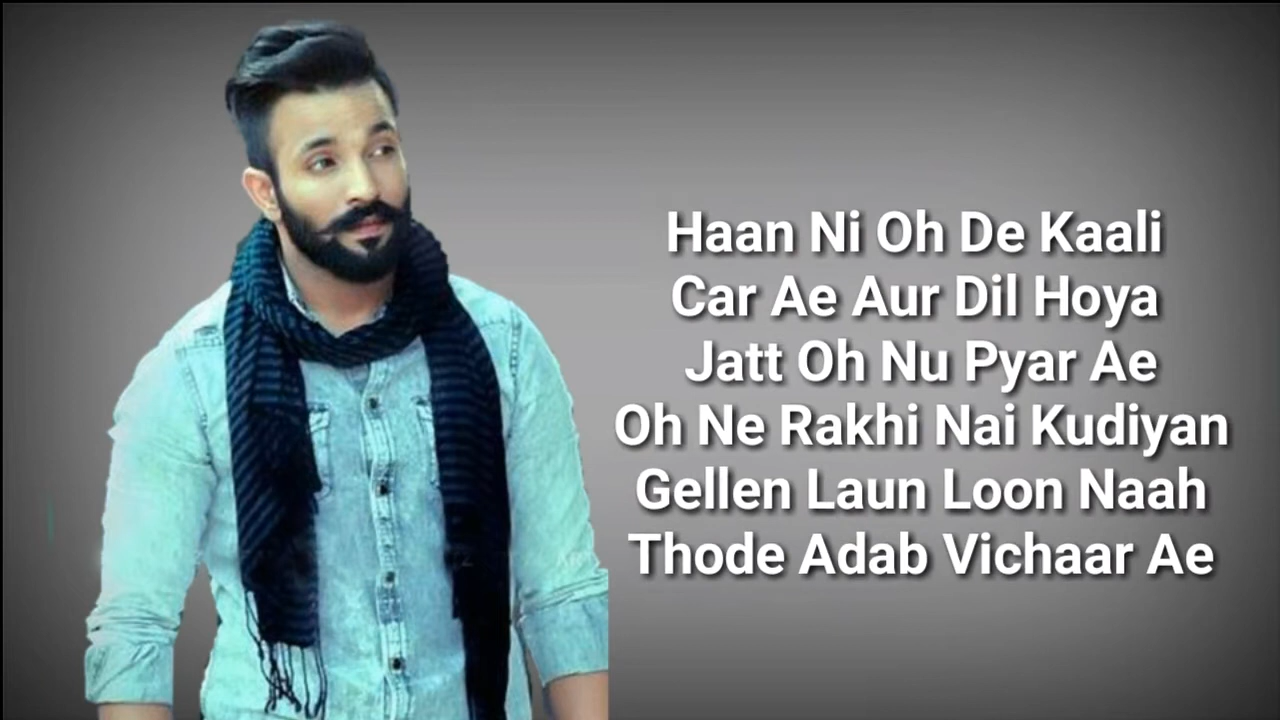 Haan Ni Oh De Kaali
Car Ae Aur Dil Hoya
Jatt Oh Nu Pyar Ae
Oh Ne Rakhi Nai Kudiyan
Gellen Laun Loon Naah
Thode Adab Vichaar Ae